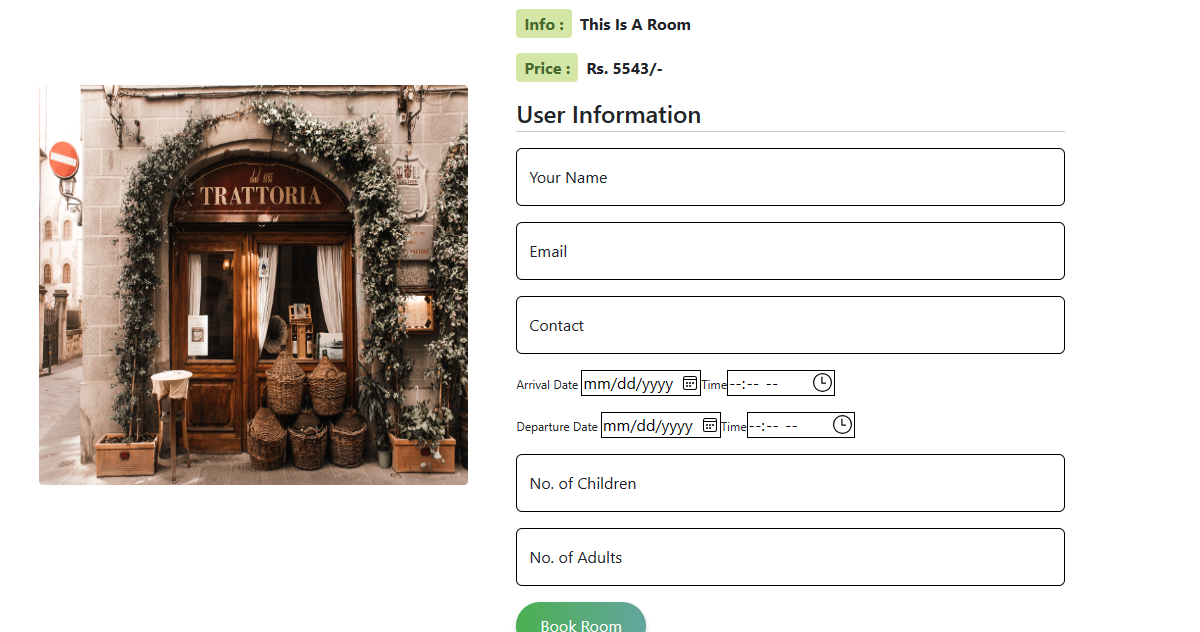 Info : This Is A Room
Price : Rs. 5543/-
User Information
Your Name
Email
Contact
Arrival Date mm/dd/yyyy Time --:-- --
Departure Date mm/dd/yyyy Time --:-- --
No. of Children
No. of Adults
Book Room
dal 1855
TRATTORIA